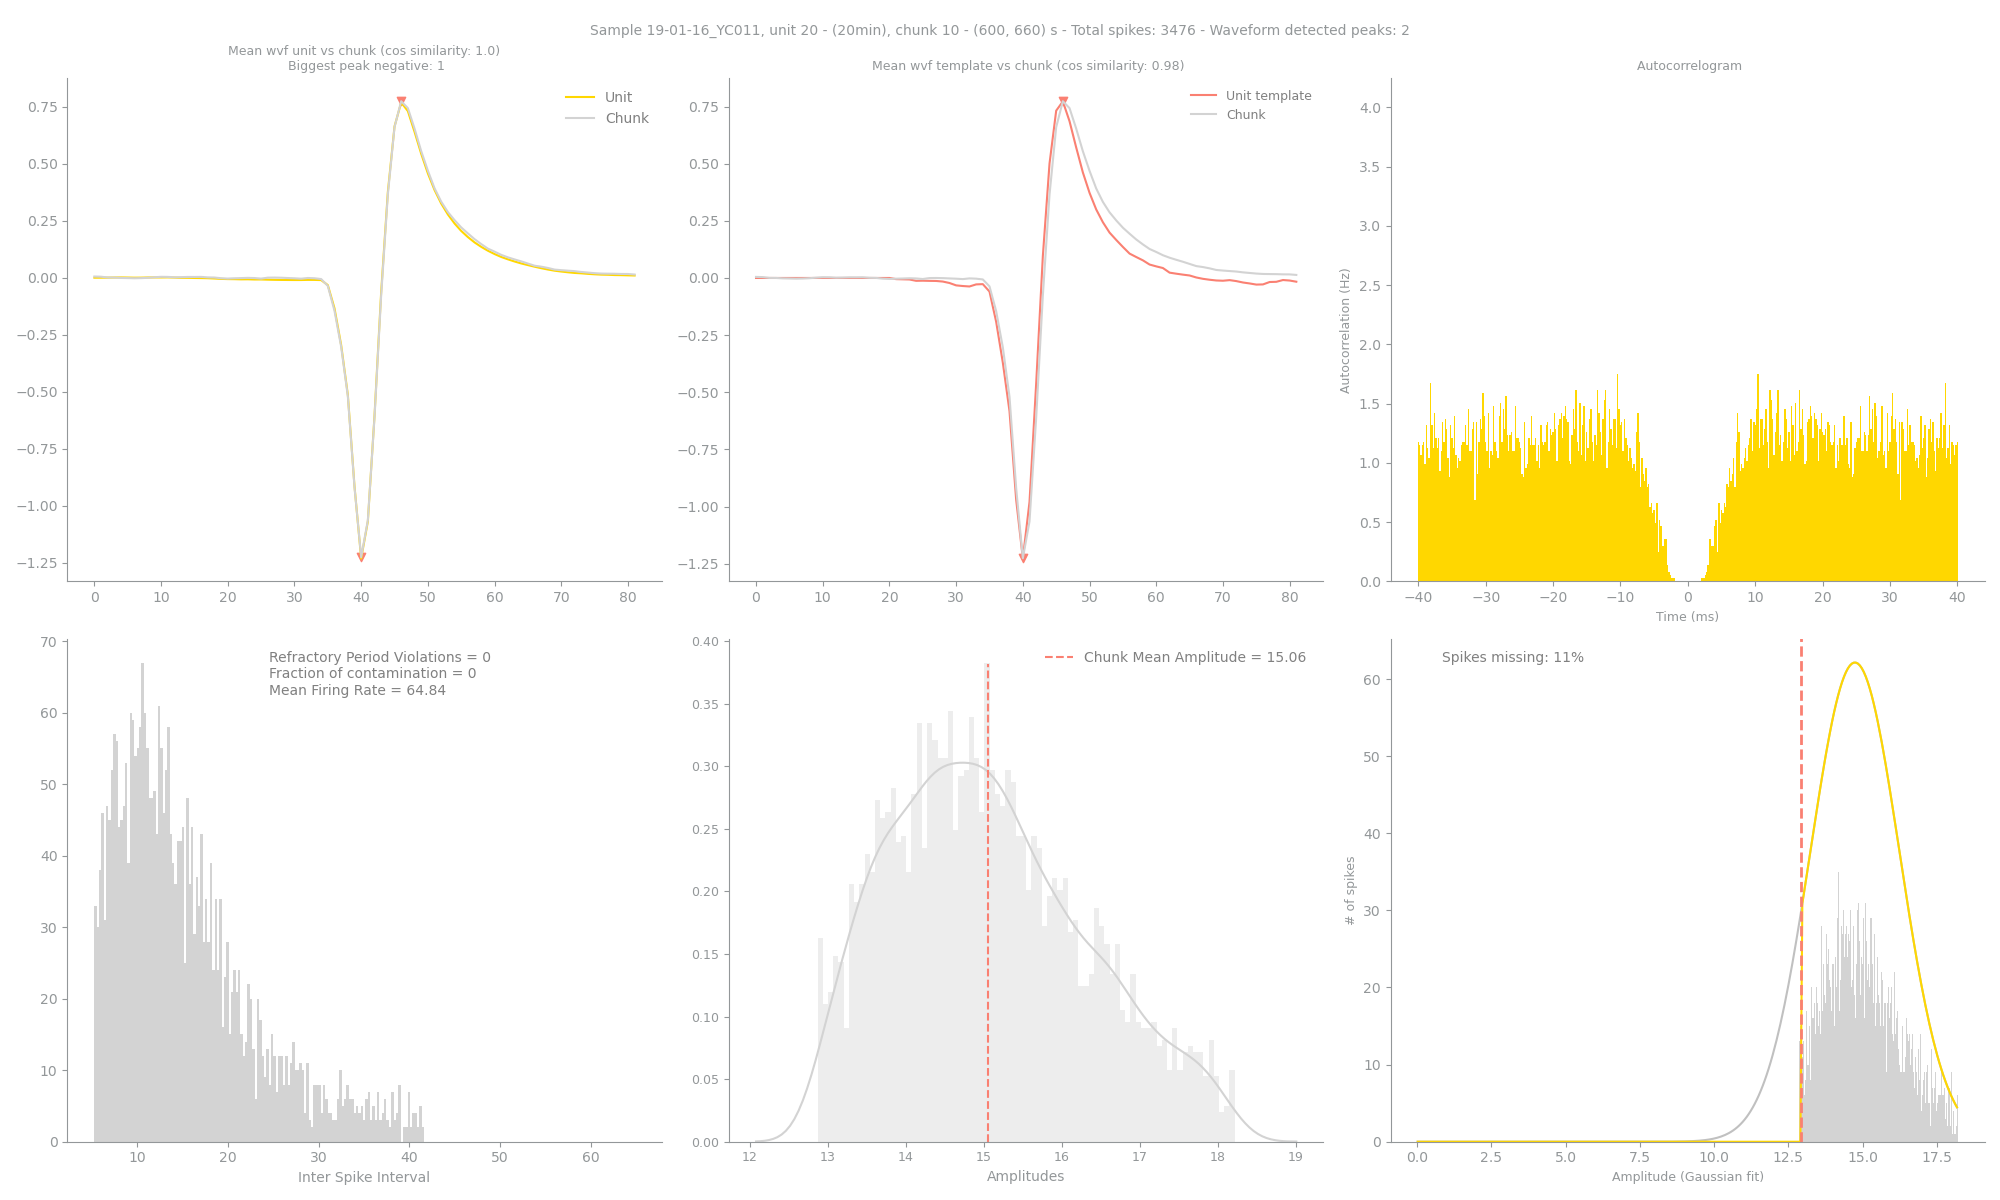 Sample 19-01-16_YC011, unit 20 - (20min), chunk 10 - (600, 660) s - Total spikes: 3476 - Waveform detected peaks: 2
Mean wvf unit vs chunk (cos similarity: 1.0)
Biggest peak negative: 1
Unit
Chunk
0.75
0.50
0.25
0.00
−0.25
−0.50
−0.75
−1.00
−1.25
0 10 20 30 40 50 60 70 80
Mean wvf template vs chunk (cos similarity: 0.98)
Unit template
Chunk
0.75
0.50
0.25
0.00
−0.25
−0.50
−0.75
−1.00
−1.25
0 10 20 30 40 50 60 70 80
Autocorrelogram
Autocorrelation (Hz)
4.0
3.5
3.0
2.5
2.0
1.5
1.0
0.5
0.0
−40 −30 −20 −10 0 10 20 30 40
Time (ms)
Refractory Period Violations = 0
Fraction of contamination = 0
Mean Firing Rate = 64.84
70
60
50
40
30
20
10
0
10 20 30 40 50 60
Inter Spike Interval
Chunk Mean Amplitude = 15.06
0.40
0.35
0.30
0.25
0.20
0.15
0.10
0.05
0.00
12 13 14 15 16 17 18 19
Amplitudes
Spikes missing: 11%
# of spikes
60
50
40
30
20
10
0
0.0 2.5 5.0 7.5 10.0 12.5 15.0 17.5
Amplitude (Gaussian fit)